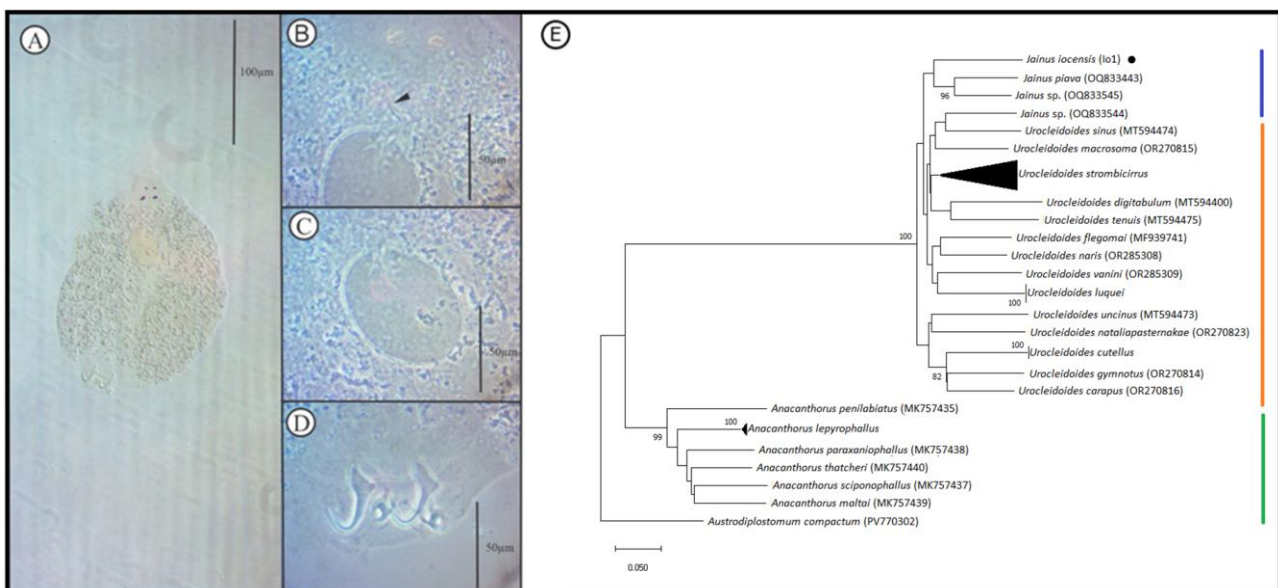 A
100µm
B
50µm
C
50µm
D
50µm
E
Jainus iocensis (Io1)
Jainus piava (OQ833443)
96
Jainus sp. (OQ833545)
Jainus sp. (OQ833544)
Urocleidoides sinus (MT594474)
Urocleidoides macrosoma (OR270815)
Urocleidoides strombicirrus
Urocleidoides digitabulum (MT594400)
Urocleidoides tenuis (MT594475)
100
Urocleidoides flegomai (MF939741)
Urocleidoides naris (OR285308)
Urocleidoides vanini (OR285309)
Urocleidoides luquei
100
Urocleidoides uncinus (MT594473)
Urocleidoides nataliapasternakae (OR270823)
100
Urocleidoides cutellus
Urocleidoides gymnotus (OR270814)
82
Urocleidoides carapus (OR270816)
Anacanthorus penilabiatus (MK757435)
100
Anacanthorus lepyrophallus
99
Anacanthorus paraxaniophallus (MK757438)
Anacanthorus thatcheri (MK757440)
Anacanthorus sciponophallus (MK757437)
Anacanthorus maltai (MK757439)
Austrodiplostomum compactum (PV770302)
0.050